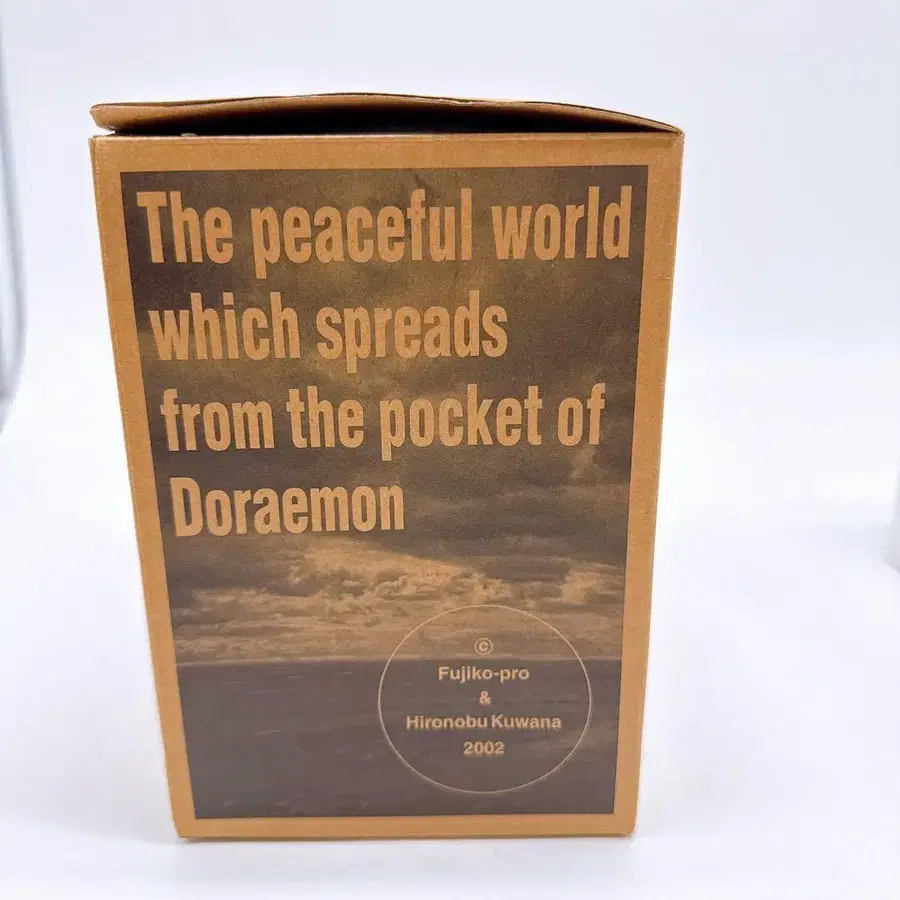 The peaceful world
which spreads
from the pocket of
Doraemon
©
Fujiko-pro
&
Hironobu Kuwana
2002